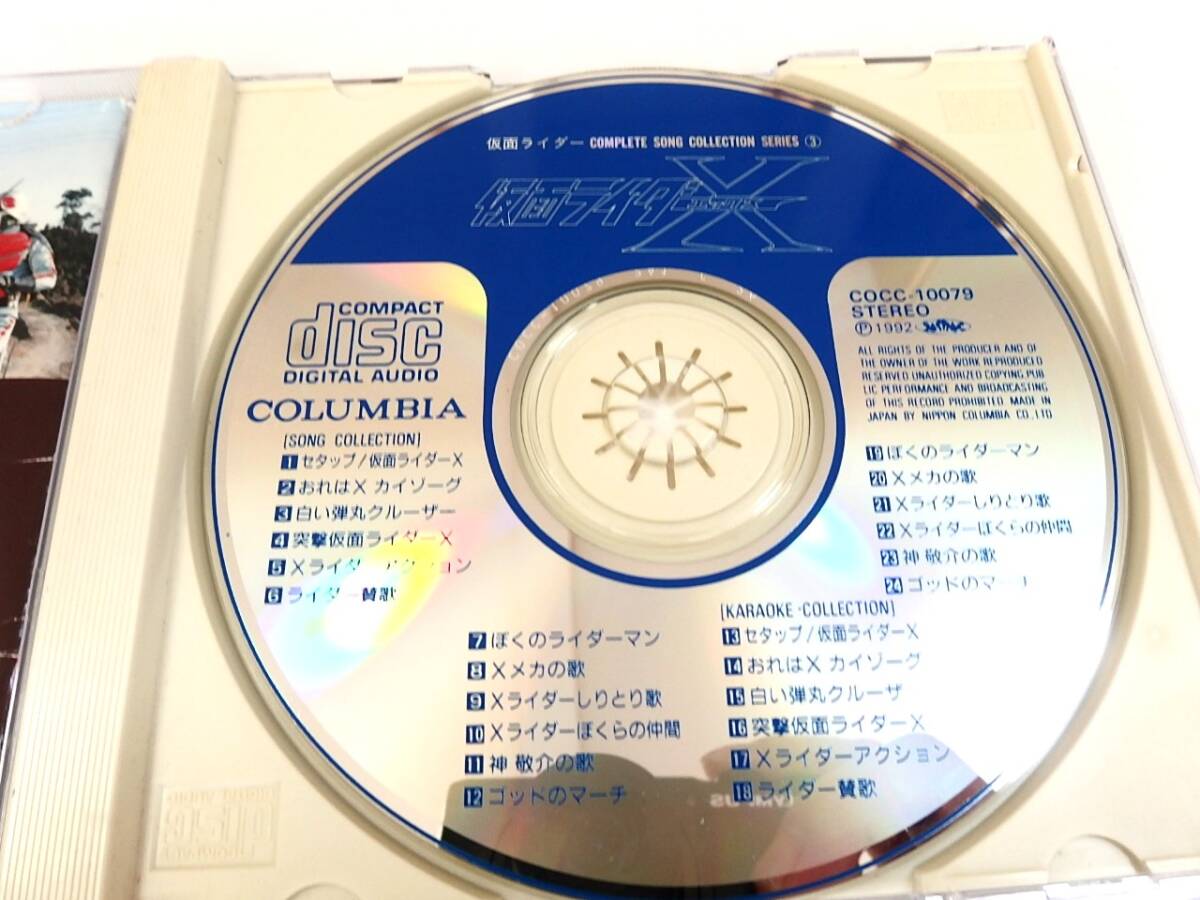 仮面ライダー COMPLETE SONG COLLECTION SERIES ③
仮面ライダー X
COMPACT
disc
DIGITAL AUDIO
COLUMBIA
[SONG COLLECTION]
1 セタップ/仮面ライダーX
2 おれはX カイゾーグ
3 白い弾丸クルーザー
4 突撃仮面ライダーX
5 Xライダーアクション
6 ライダー賛歌
7 ぼくのライダーマン
8 Xメカの歌
9 Xライダーしりとり歌
10 Xライダーぼくらの仲間
11 神 敬介の歌
12 ゴッドのマーチ
[KARAOKE・COLLECTION]
13 セタップ/仮面ライダーX
14 おれはX カイゾーグ
15 白い弾丸クルーザ
16 突撃仮面ライダーX
17 Xライダーアクション
18 ライダー賛歌
COCC-10079
STEREO
Ⓟ1992
ALL RIGHTS OF THE PRODUCER AND OF
THE OWNER OF THE WORK REPRODUCED
RESERVED UNAUTHORIZED COPYING PUB
LIC PERFORMANCE AND BROADCASTING
OF THIS RECORD PROHIBITED MADE IN
JAPAN BY NIPPON COLUMBIA CO., LTD
19 ぼくのライダーマン
20 Xメカの歌
21 Xライダーしりとり歌
22 Xライダーぼくらの仲間
23 神 敬介の歌
24 ゴッドのマーチ